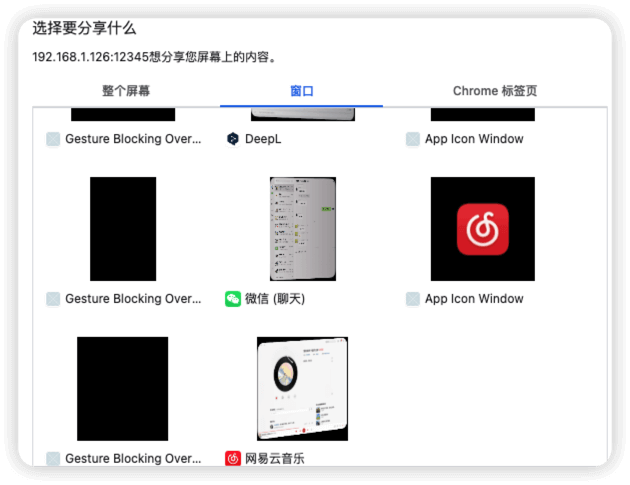 选择要分享什么
192.168.1.126:12345想分享您屏幕上的内容。
整个屏幕 窗口 Chrome 标签页
Gesture Blocking Over... DeepL App Icon Window
Gesture Blocking Over... 微信 (聊天) App Icon Window
Gesture Blocking Over... 网易云音乐